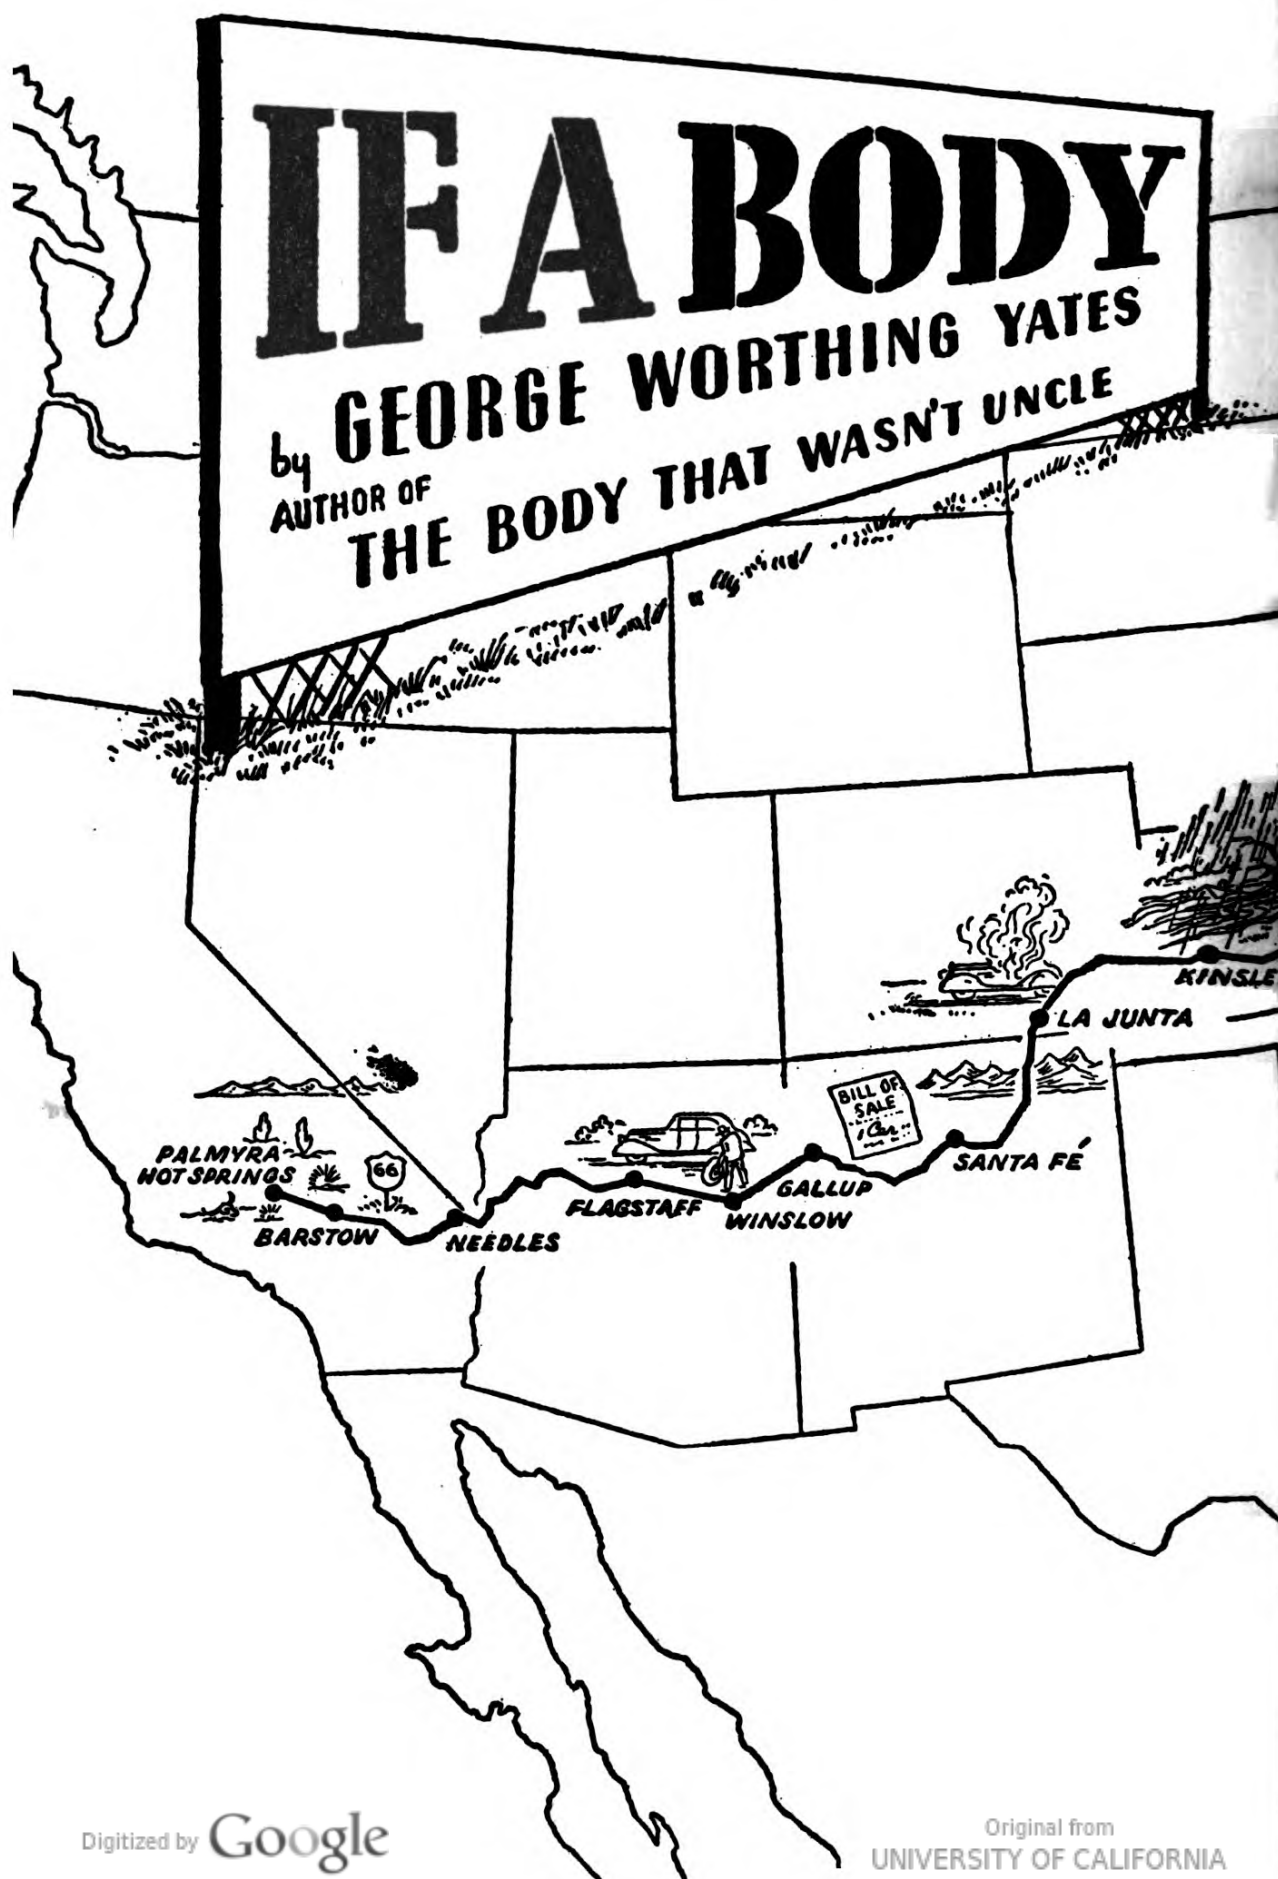 IF A BODY
by GEORGE WORTHING YATES
AUTHOR OF
THE BODY THAT WASN'T UNCLE
KINSLE
LA JUNTA
BILL OF
SALE
1 Car
SANTA FÉ
GALLUP
WINSLOW
FLAGSTAFF
66
NEEDLES
PALMYRA
HOT SPRINGS
BARSTOW
Digitized by Google
Original from
UNIVERSITY OF CALIFORNIA